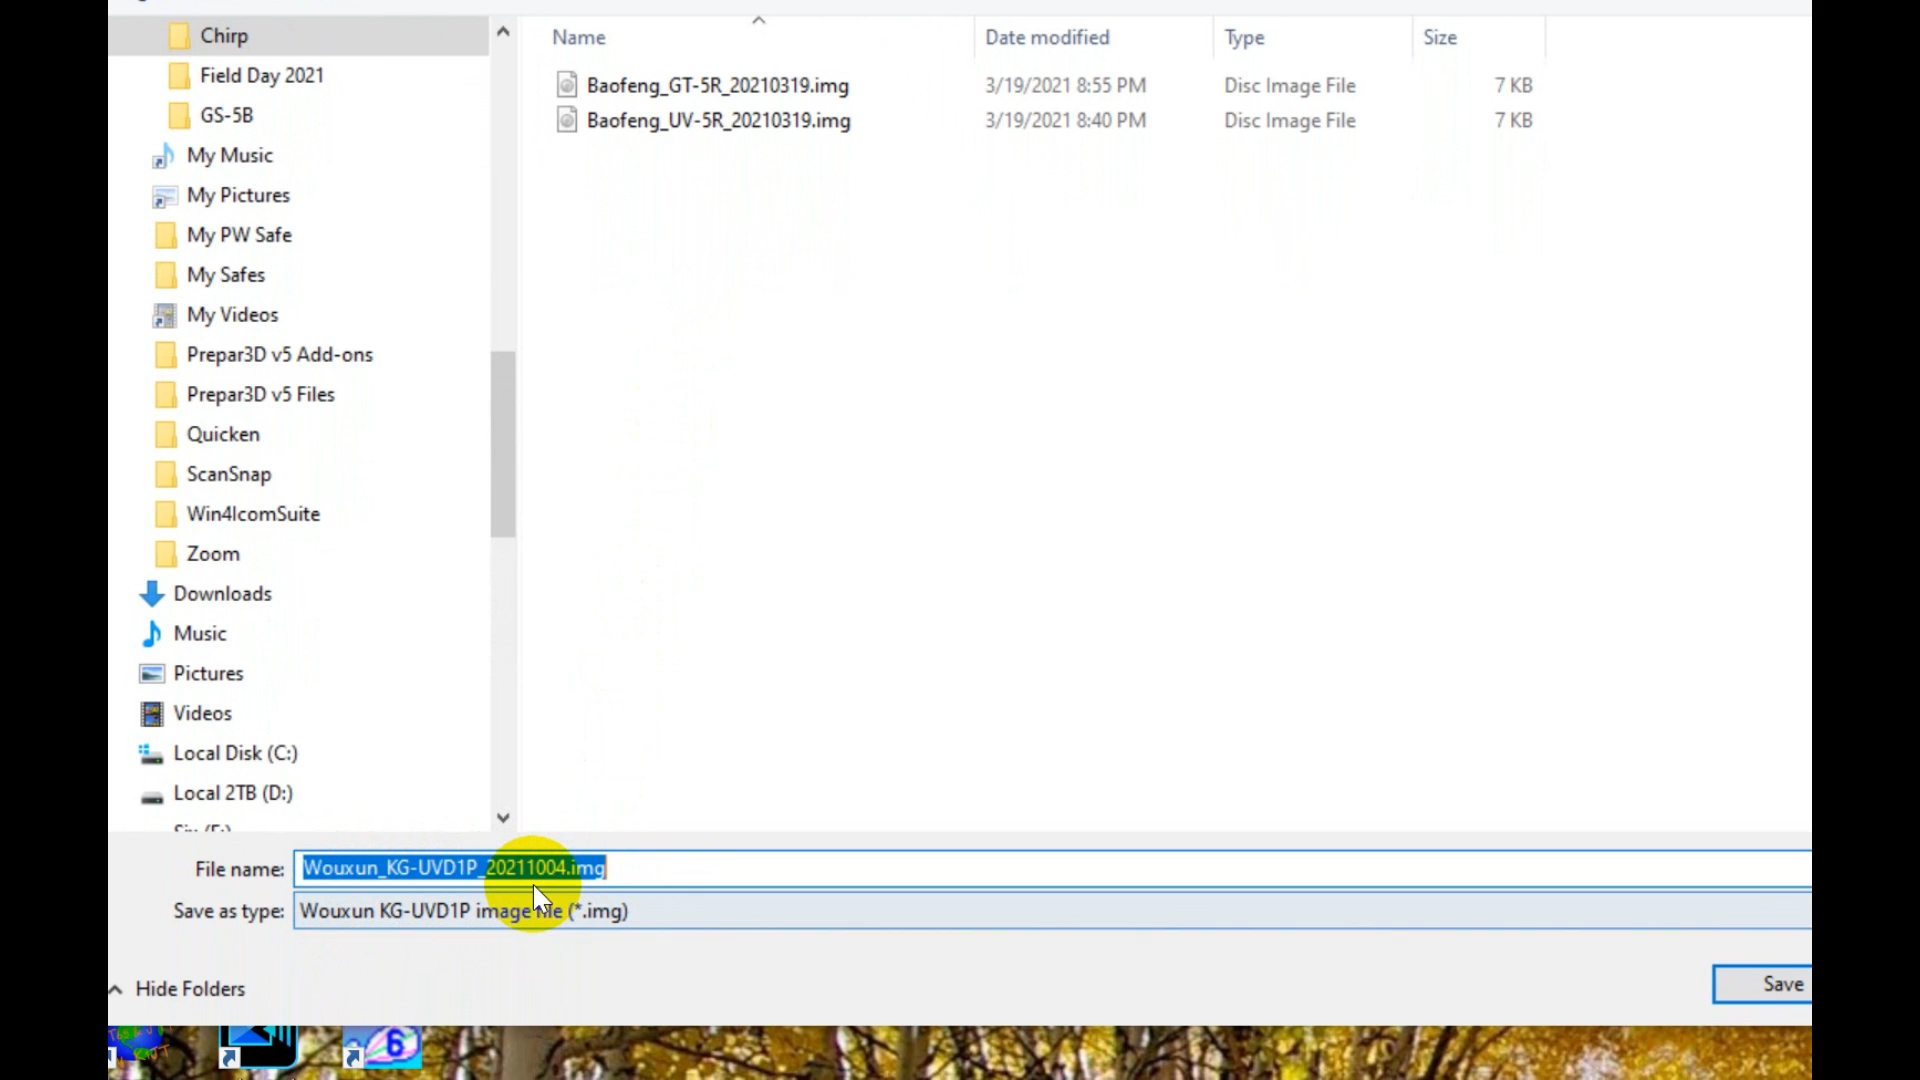 Chirp
Field Day 2021
GS-5B
My Music
My Pictures
My PW Safe
My Safes
My Videos
Prepar3D v5 Add-ons
Prepar3D v5 Files
Quicken
ScanSnap
Win4IcomSuite
Zoom
Downloads
Music
Pictures
Videos
Local Disk (C:)
Local 2TB (D:)
Name Date modified Type Size
Baofeng_GT-5R_20210319.img 3/19/2021 8:55 PM Disc Image File 7 KB
Baofeng_UV-5R_20210319.img 3/19/2021 8:40 PM Disc Image File 7 KB
File name: Wouxun_KG-UVD1P_20211004.img
Save as type: Wouxun KG-UVD1P image file (*.img)
Hide Folders
Save
6